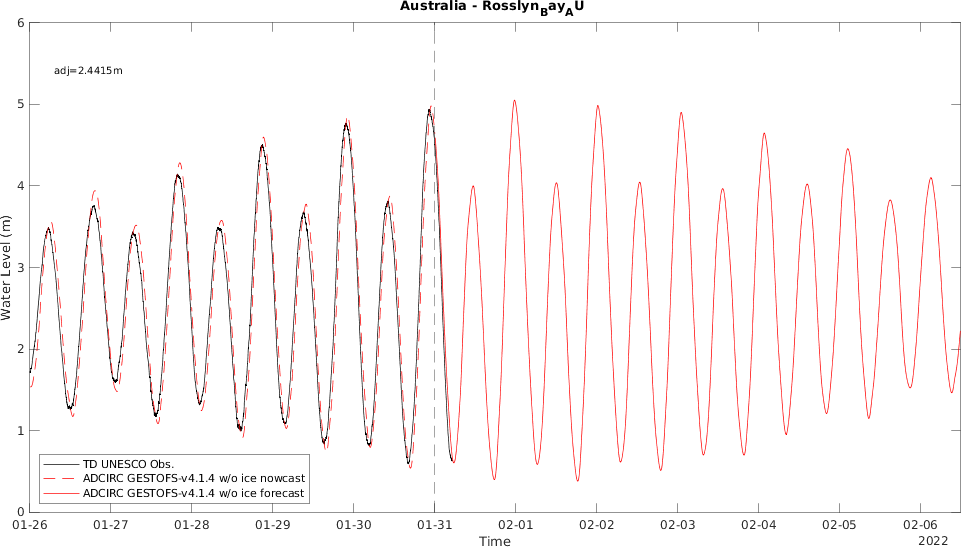 Australia - Rosslyn_Bay_AU
6
adj=2.4415m
5
4
3
2
1
0
Water Level (m)
TD UNESCO Obs.
ADCIRC GESTOFS-v4.1.4 w/o ice nowcast
ADCIRC GESTOFS-v4.1.4 w/o ice forecast
01-26 01-27 01-28 01-29 01-30 01-31 02-01 02-02 02-03 02-04 02-05 02-06
Time
2022